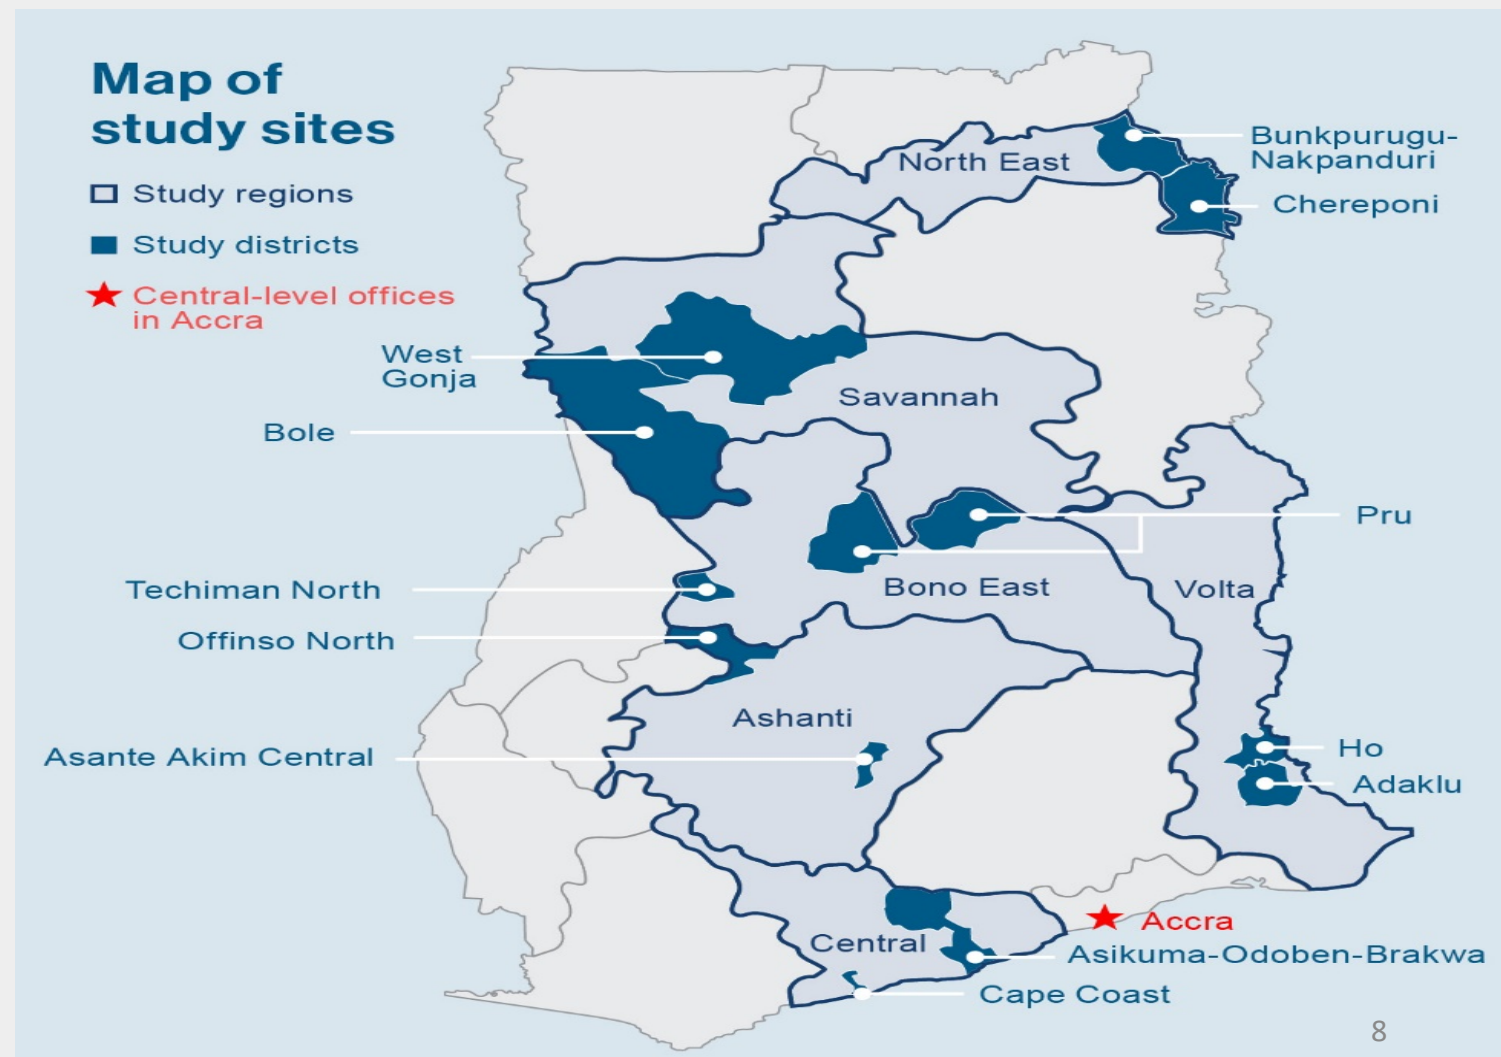 Map of
study sites
Study regions
Study districts
Central-level offices
in Accra
North East
Bunkpurugu-
Nakpanduri
Chereponi
West
Gonja
Savannah
Bole
Pru
Techiman North
Bono East
Volta
Offinso North
Ashanti
Asante Akim Central
Ho
Adaklu
Accra
Central
Asikuma-Odoben-Brakwa
Cape Coast
8